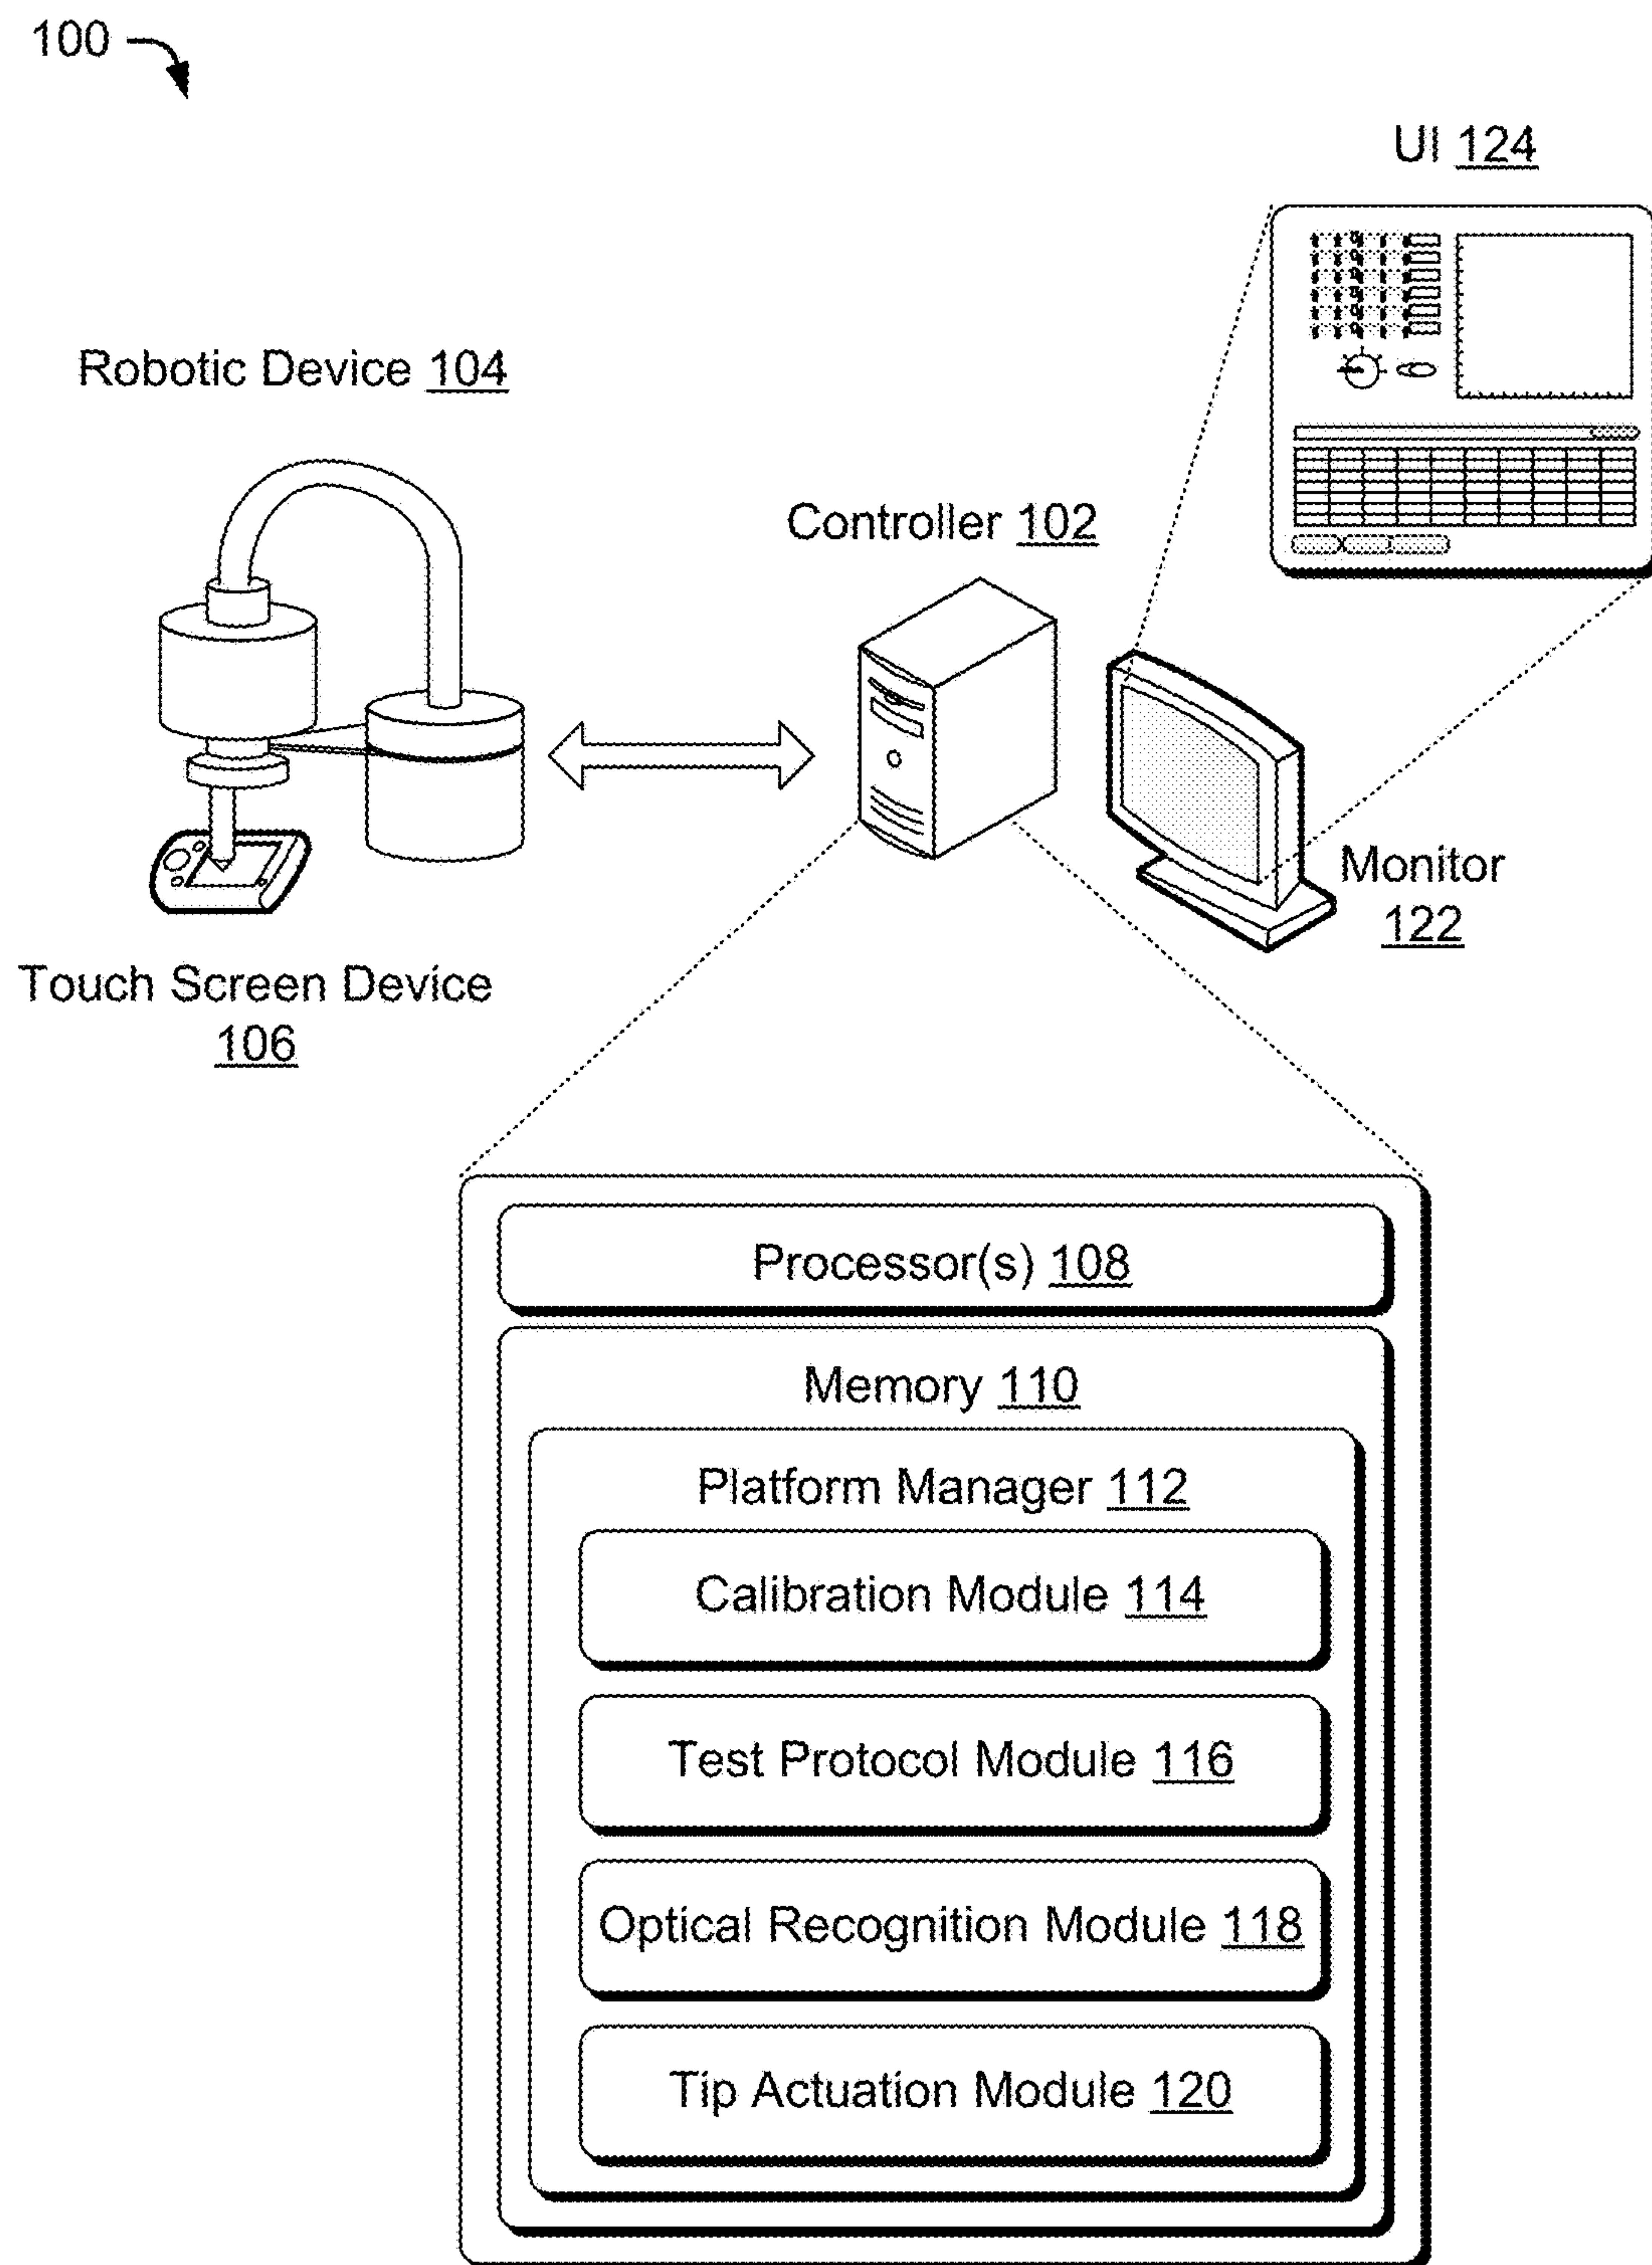 100
UI 124
Robotic Device 104
Controller 102
Monitor
122
Touch Screen Device
106
Processor(s) 108
Memory 110
Platform Manager 112
Calibration Module 114
Test Protocol Module 116
Optical Recognition Module 118
Tip Actuation Module 120